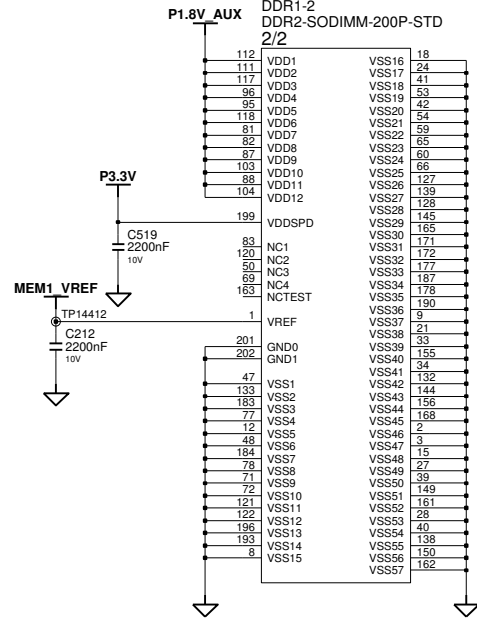 DDR1-2
P1.8V_AUX
DDR2-SODIMM-200P-STD
2/2
112 VDD1 VSS16 18
111 VDD2 VSS17 24
117 VDD3 VSS18 41
96 VDD4 VSS19 53
95 VDD5 VSS20 42
118 VDD6 VSS21 54
81 VDD7 VSS22 59
82 VDD8 VSS23 65
87 VDD9 VSS24 60
103 VDD10 VSS25 66
88 VDD11 VSS26 127
104 VDD12 VSS27 139
VSS28 128
P3.3V
199 VDDSPD VSS29 145
VSS30 165
C519
2200nF
10V
83 NC1 VSS31 171
120 NC2 VSS32 172
50 NC3 VSS33 177
69 NC4 VSS34 187
163 NCTEST VSS35 178
VSS36 190
MEM1_VREF
TP14412
1 VREF VSS37 9
VSS38 21
C212
2200nF
10V
201 GND0 VSS39 33
202 GND1 VSS40 155
VSS41 34
47 VSS1 VSS42 132
133 VSS2 VSS43 144
183 VSS3 VSS44 156
77 VSS4 VSS45 168
12 VSS5 VSS46 2
48 VSS6 VSS47 3
184 VSS7 VSS48 15
78 VSS8 VSS49 27
71 VSS9 VSS50 39
72 VSS10 VSS51 149
121 VSS11 VSS52 161
122 VSS12 VSS53 28
196 VSS13 VSS54 40
193 VSS14 VSS55 138
8 VSS15 VSS56 150
VSS57 162